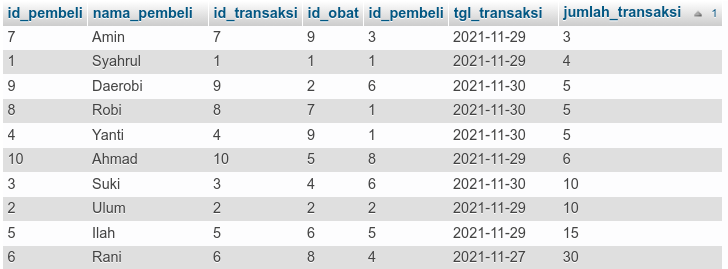 id_pembeli nama_pembeli id_transaksi id_obat id_pembeli tgl_transaksi jumlah_transaksi 1
7 Amin 7 9 3 2021-11-29 3
1 Syahrul 1 1 1 2021-11-29 4
9 Daerobi 9 2 6 2021-11-30 5
8 Robi 8 7 1 2021-11-30 5
4 Yanti 4 9 1 2021-11-30 5
10 Ahmad 10 5 8 2021-11-29 6
3 Suki 3 4 6 2021-11-30 10
2 Ulum 2 2 2 2021-11-29 10
5 Ilah 5 6 5 2021-11-29 15
6 Rani 6 8 4 2021-11-27 30